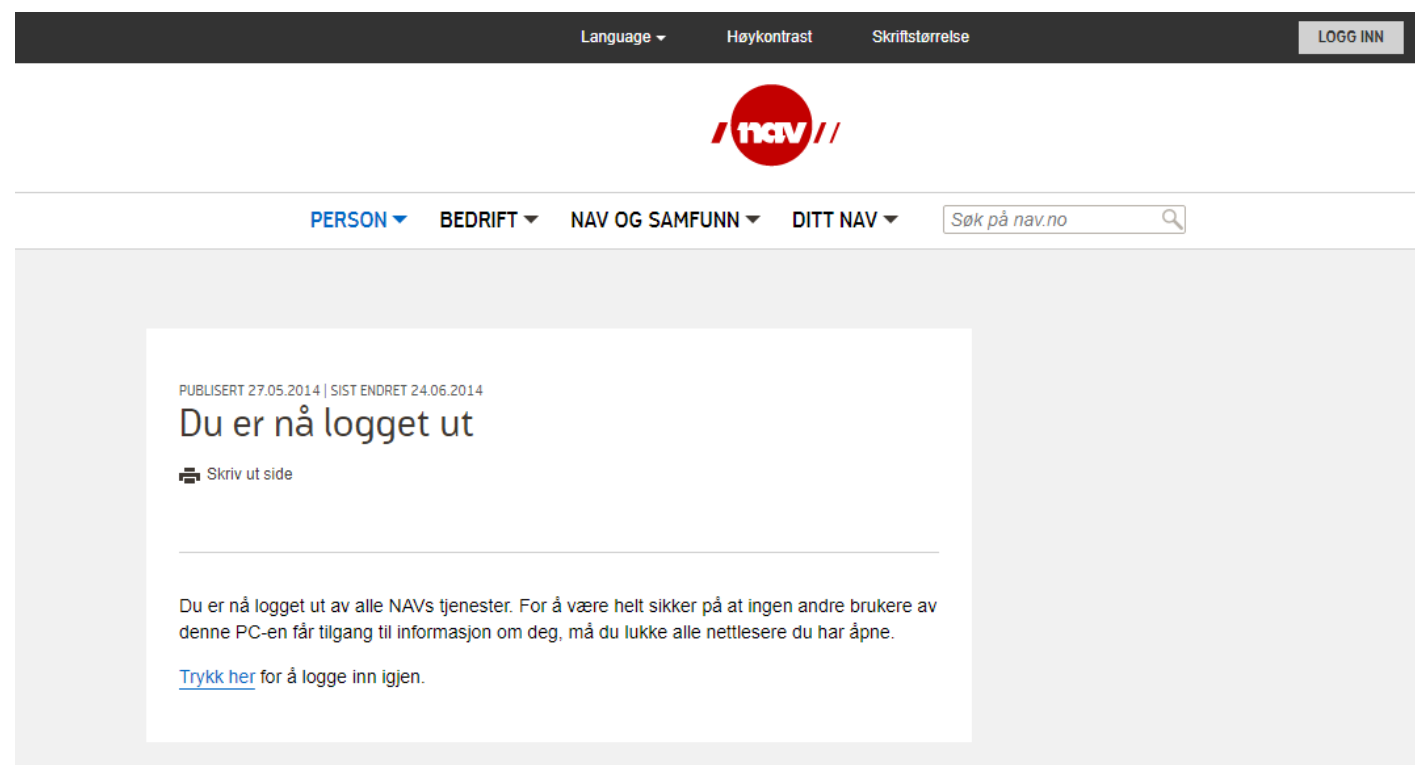 Language Høykontrast Skriftstørrelse LOGG INN
/nav//
PERSON BEDRIFT NAV OG SAMFUNN DITT NAV Søk på nav.no
PUBLISERT 27.05.2014 | SIST ENDRET 24.06.2014
Du er nå logget ut
Skriv ut side
Du er nå logget ut av alle NAVs tjenester. For å være helt sikker på at ingen andre brukere av
denne PC-en får tilgang til informasjon om deg, må du lukke alle nettlesere du har åpne.
Trykk her for å logge inn igjen.